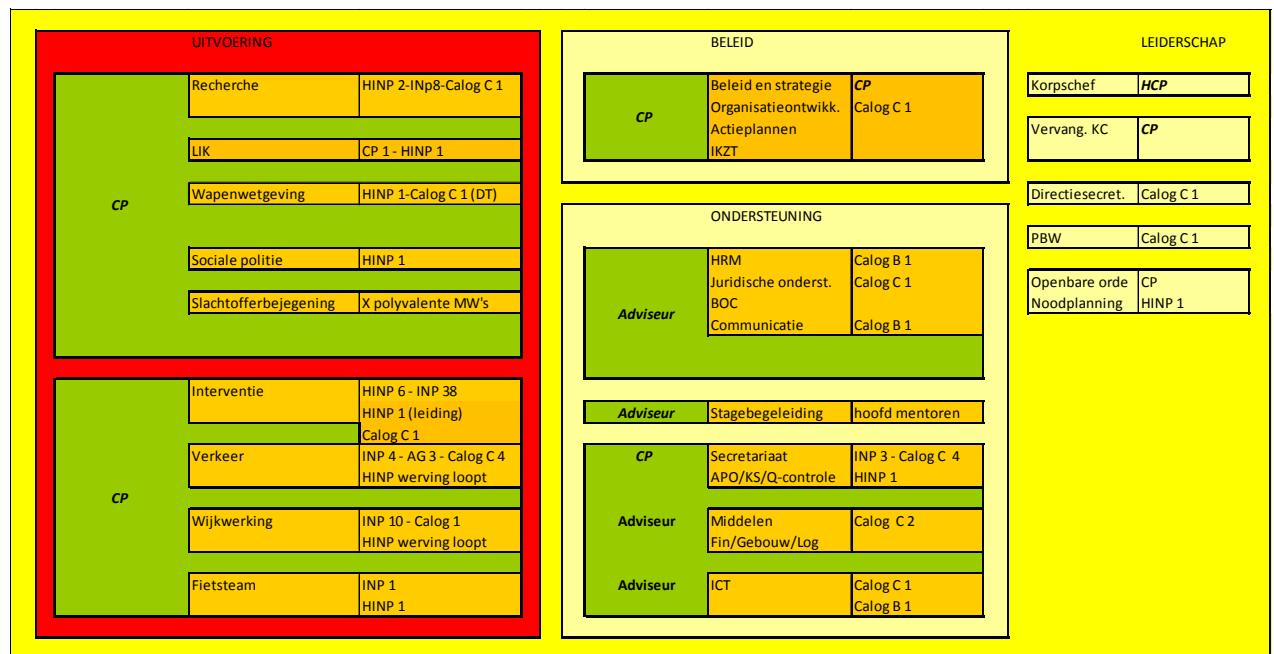 UITVOERING
CP
Recherche HINP 2-INp8-Calog C 1
LIK CP 1 - HINP 1
Wapenwetgeving HINP 1-Calog C 1 (DT)
Sociale politie HINP 1
Slachtofferbejegening X polyvalente MW's
CP
Interventie HINP 6 - INP 38
HINP 1 (leiding)
Calog C 1
Verkeer INP 4 - AG 3 - Calog C 4
HINP werving loopt
Wijkwerking INP 10 - Calog 1
HINP werving loopt
Fietsteam INP 1
HINP 1
BELEID
CP
Beleid en strategie CP
Organisatieontwikk. Calog C 1
Actieplannen
IKZT
ONDERSTEUNING
Adviseur
HRM Calog B 1
Juridische onderst. Calog C 1
BOC
Communicatie Calog B 1
Adviseur Stagebegeleiding hoofd mentoren
CP Secretariaat INP 3 - Calog C 4
APO/KS/Q-controle HINP 1
Adviseur Middelen Calog C 2
Fin/Gebouw/Log
Adviseur ICT Calog C 1
Calog B 1
LEIDERSCHAP
Korpschef HCP
Vervang. KC CP
Directiesecret. Calog C 1
PBW Calog C 1
Openbare orde CP
Noodplanning HINP 1